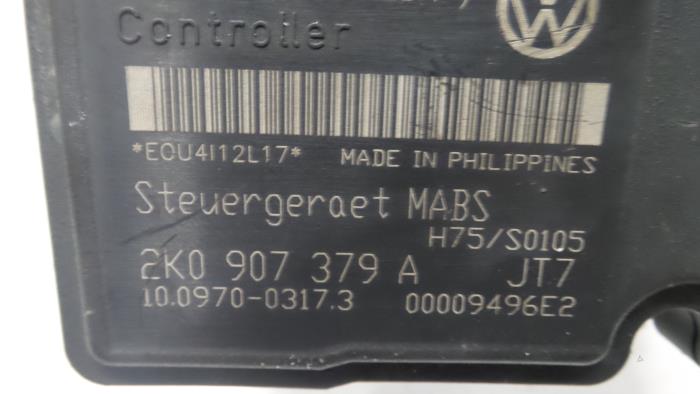 Controller
*EOU4I12L17* MADE IN PHILIPPINES
Steuergeraet MABS
H75/S0105
2K0 907 379 A JT7
10.0970-0317.3 00009496E2